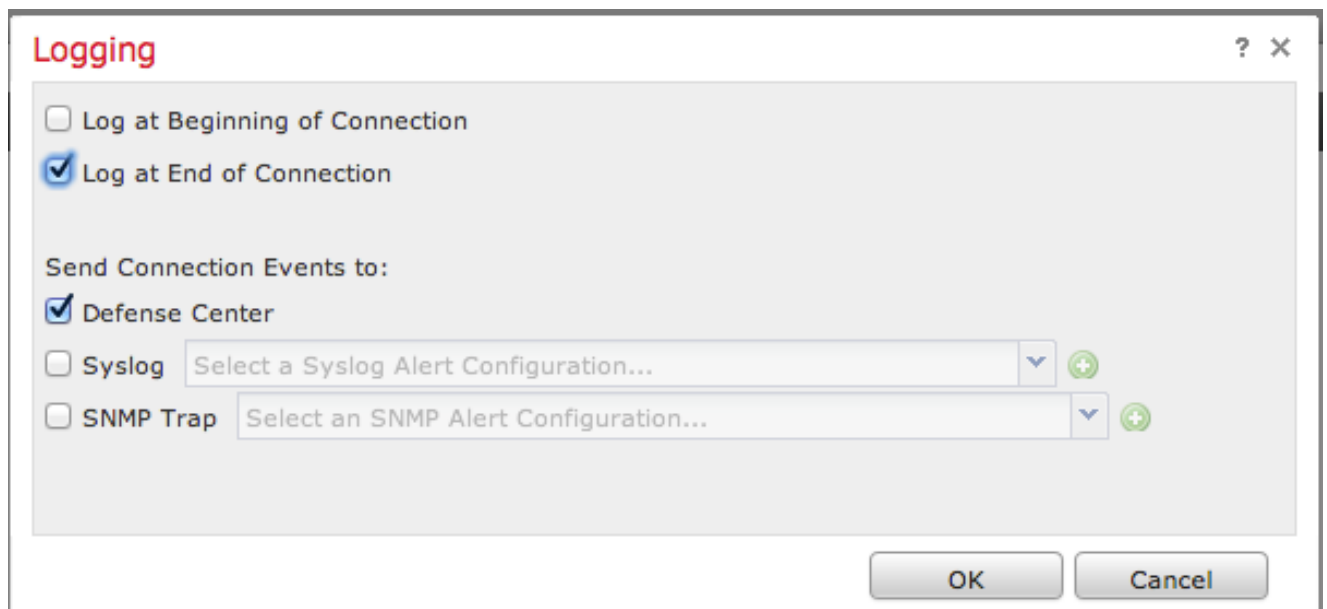 Logging ?
Log at Beginning of Connection
Log at End of Connection
Send Connection Events to:
Defense Center
Syslog Select a Syslog Alert Configuration...
SNMP Trap Select an SNMP Alert Configuration...
OK Cancel